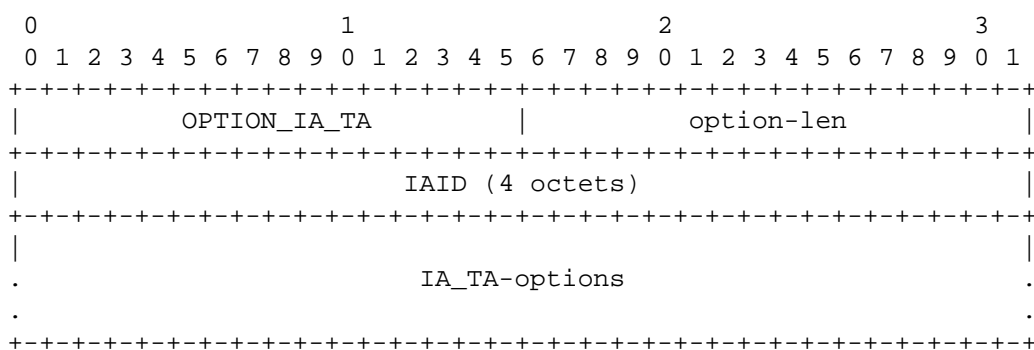 0                   1                   2                   3
 0 1 2 3 4 5 6 7 8 9 0 1 2 3 4 5 6 7 8 9 0 1 2 3 4 5 6 7 8 9 0 1
+-+-+-+-+-+-+-+-+-+-+-+-+-+-+-+-+-+-+-+-+-+-+-+-+-+-+-+-+-+-+-+-+
|         OPTION_IA_TA          |          option-len           |
+-+-+-+-+-+-+-+-+-+-+-+-+-+-+-+-+-+-+-+-+-+-+-+-+-+-+-+-+-+-+-+-+
|                        IAID (4 octets)                        |
+-+-+-+-+-+-+-+-+-+-+-+-+-+-+-+-+-+-+-+-+-+-+-+-+-+-+-+-+-+-+-+-+
|                                                               |
.                         IA_TA-options                         .
.                                                               .
+-+-+-+-+-+-+-+-+-+-+-+-+-+-+-+-+-+-+-+-+-+-+-+-+-+-+-+-+-+-+-+-+